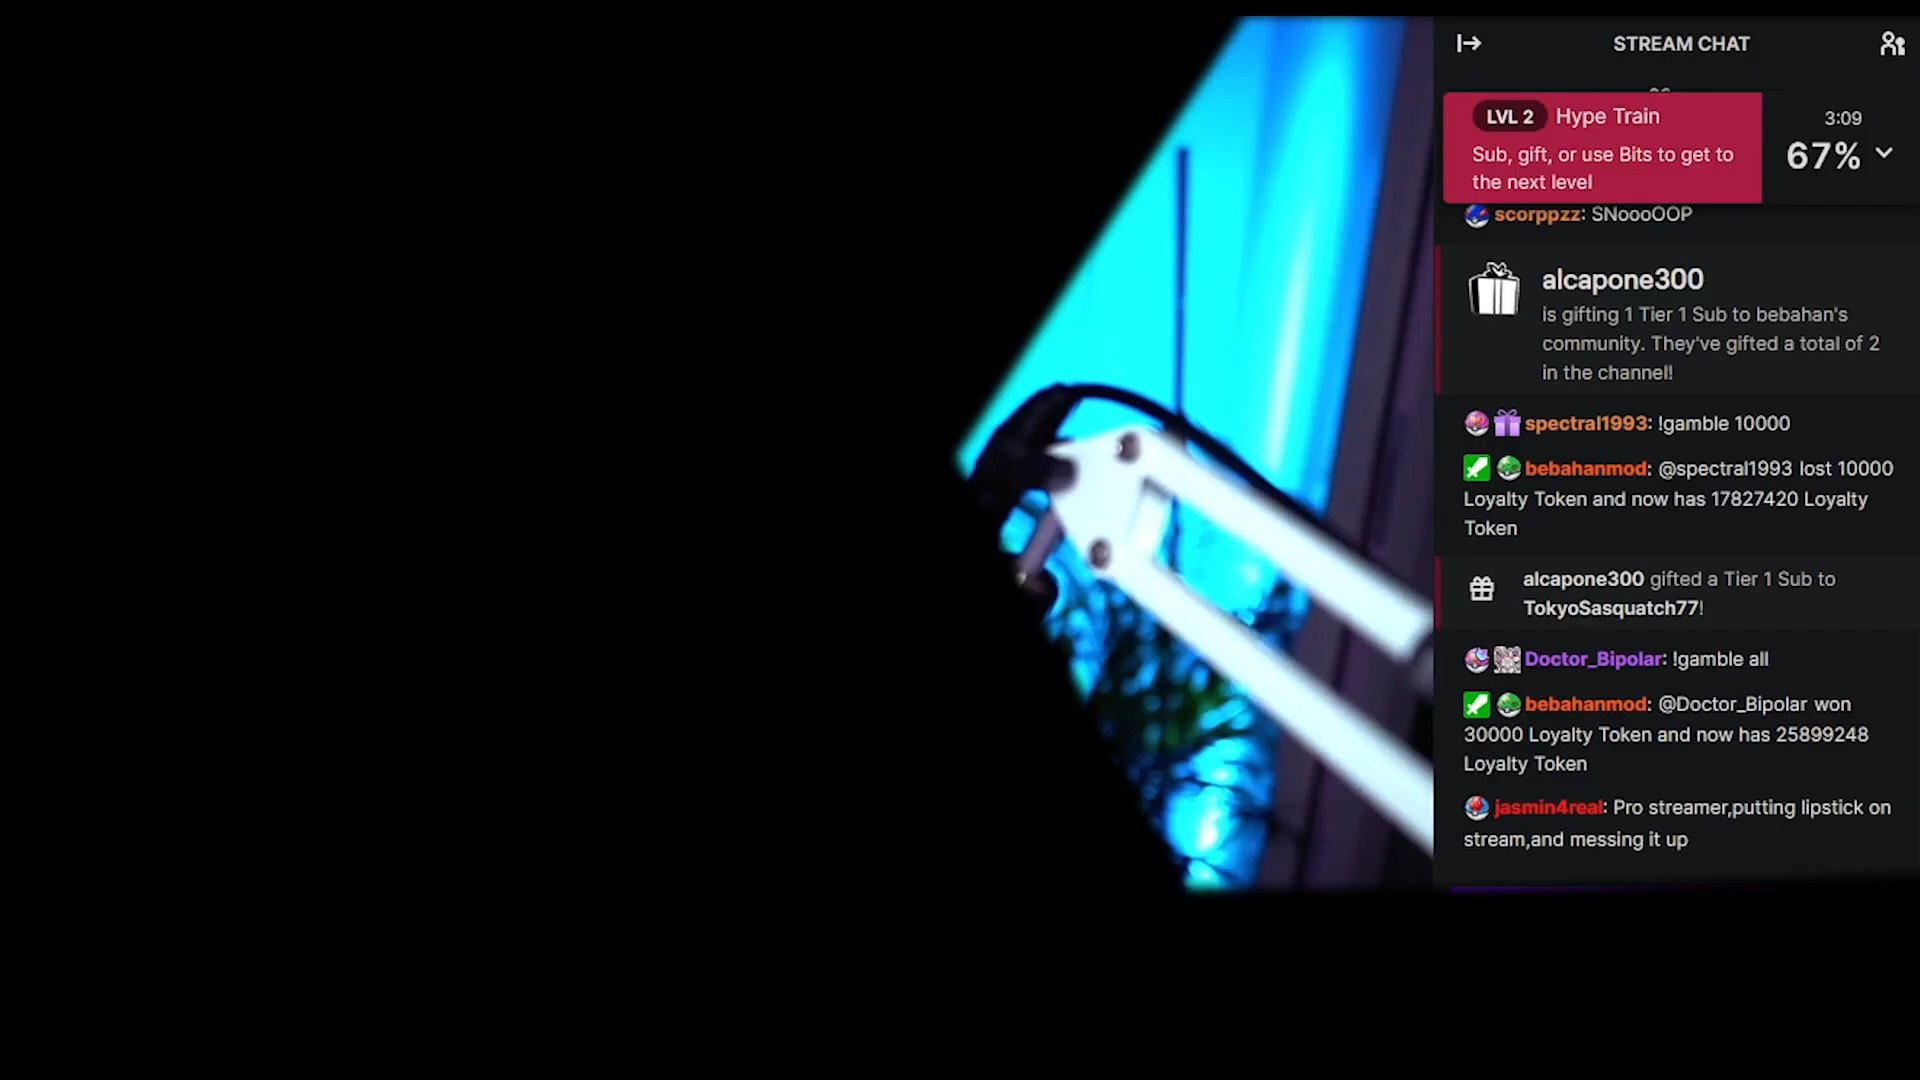 STREAM CHAT
LVL 2 Hype Train
Sub, gift, or use Bits to get to
the next level
3:09
67%
scorppzz: SNoooOOP
alcapone300
is gifting 1 Tier 1 Sub to bebahan's
community. They've gifted a total of 2
in the channel!
spectral1993: !gamble 10000
bebahanmod: @spectral1993 lost 10000
Loyalty Token and now has 17827420 Loyalty
Token
alcapone300 gifted a Tier 1 Sub to
TokyoSasquatch77!
Doctor_Bipolar: !gamble all
bebahanmod: @Doctor_Bipolar won
30000 Loyalty Token and now has 25899248
Loyalty Token
jasmin4real: Pro streamer,putting lipstick on
stream,and messing it up